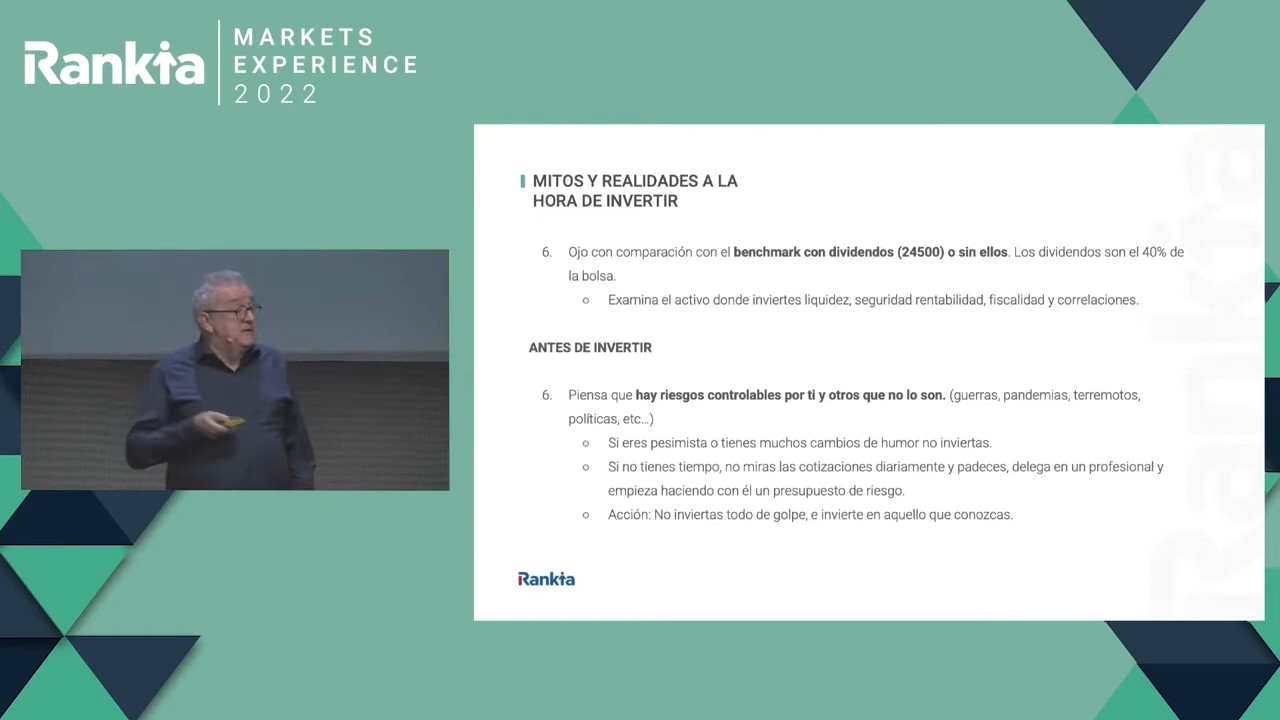 Rankia
MARKETS
EXPERIENCE
2022
MITOS Y REALIDADES A LA
HORA DE INVERTIR
6. Ojo con comparación con el benchmark con dividendos (24500) o sin ellos. Los dividendos son el 40% de
la bolsa.
Examina el activo donde inviertes liquidez, seguridad rentabilidad, fiscalidad y correlaciones.
ANTES DE INVERTIR
6. Piensa que hay riesgos controlables por ti y otros que no lo son. (guerras, pandemias, terremotos,
políticas, etc...)
Si eres pesimista o tienes muchos cambios de humor no inviertas.
Si no tienes tiempo, no miras las cotizaciones diariamente y padeces, delega en un profesional y
empieza haciendo con él un presupuesto de riesgo.
Acción: No inviertas todo de golpe, e invierte en aquello que conozcas.
Rankia
Rankia